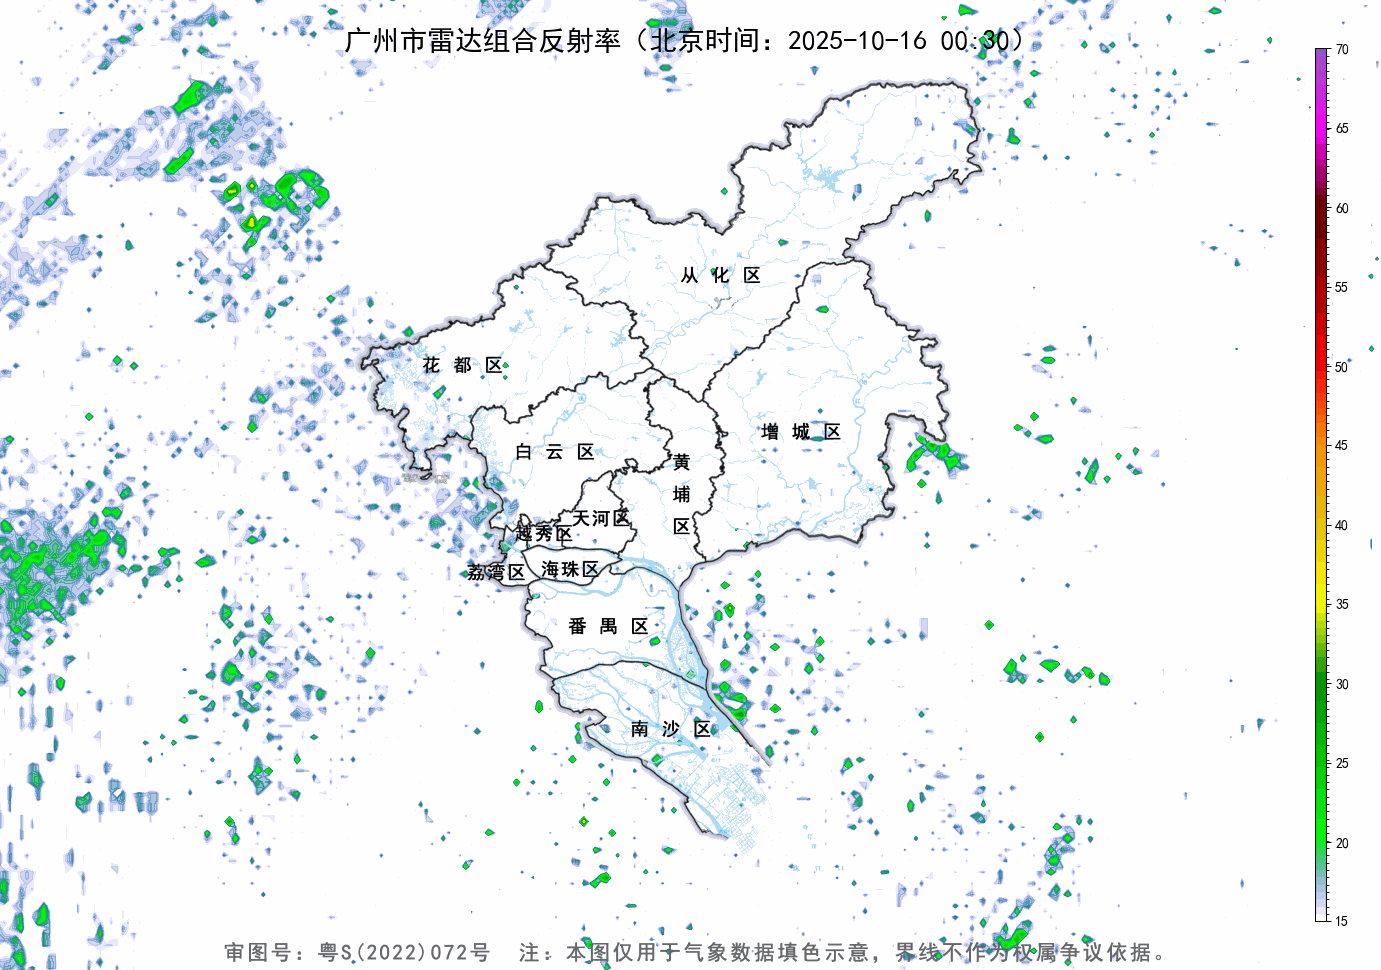 广州市雷达组合反射率（北京时间：2025-10-16 00:30）
70
65
60
55
50
45
40
35
30
25
20
15
从化区
花都区
增城区
白云区
黄埔区
天河区
越秀区
荔湾区
海珠区
番禺区
南沙区
审图号：粤S(2022)072号 注：本图仅用于气象数据填色示意，界线不作为权属争议依据。